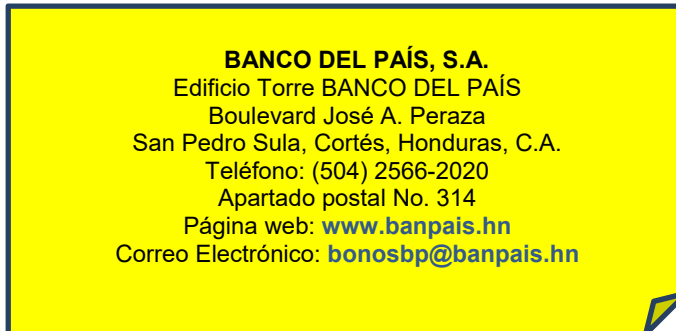 BANCO DEL PAÍS, S.A.
Edificio Torre BANCO DEL PAÍS
Boulevard José A. Peraza
San Pedro Sula, Cortés, Honduras, C.A.
Teléfono: (504) 2566-2020
Apartado postal No. 314
Página web: www.banpais.hn
Correo Electrónico: bonosbp@banpais.hn